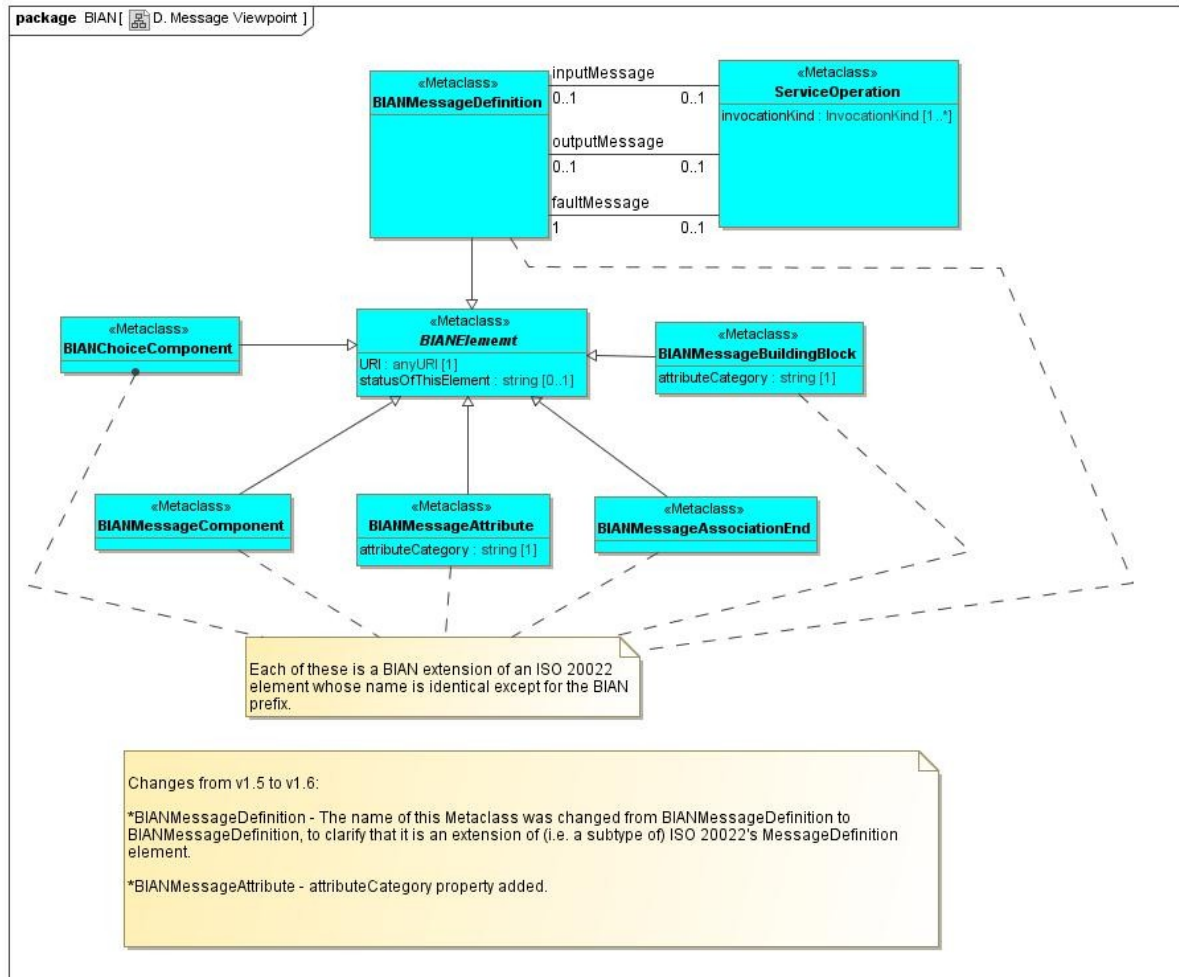 package BIAN [ D. Message Viewpoint ]
«Metaclass»
BIANMessageDefinition
inputMessage
0..1 0..1
outputMessage
0..1 0..1
faultMessage
1 0..1
«Metaclass»
ServiceOperation
invocationKind : InvocationKind [1..*]
«Metaclass»
BIANChoiceComponent
«Metaclass»
BIANElememt
URI : anyURI [1]
statusOfThisElement : string [0..1]
«Metaclass»
BIANMessageBuildingBlock
attributeCategory : string [1]
«Metaclass»
BIANMessageComponent
«Metaclass»
BIANMessageAttribute
attributeCategory : string [1]
«Metaclass»
BIANMessageAssociationEnd
Each of these is a BIAN extension of an ISO 20022
element whose name is identical except for the BIAN
prefix.
Changes from v1.5 to v1.6:
*BIANMessageDefinition - The name of this Metaclass was changed from BIANMessageDefinition to
BIANMessageDefinition, to clarify that it is an extension of (i.e. a subtype of) ISO 20022's MessageDefinition
element.
*BIANMessageAttribute - attributeCategory property added.